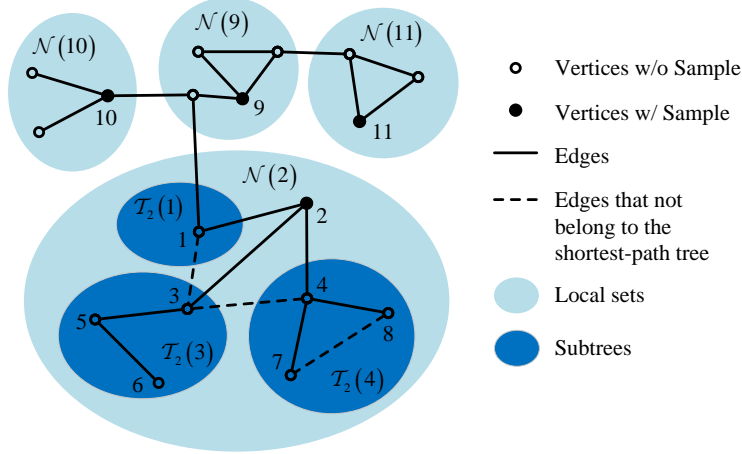 𝒩(10)
𝒩(9)
𝒩(11)
10
9
11
𝒩(2)
𝒯₂(1)
1
2
3
4
5
6
𝒯₂(3)
7
8
𝒯₂(4)
Vertices w/o Sample
Vertices w/ Sample
Edges
Edges that not
belong to the
shortest-path tree
Local sets
Subtrees